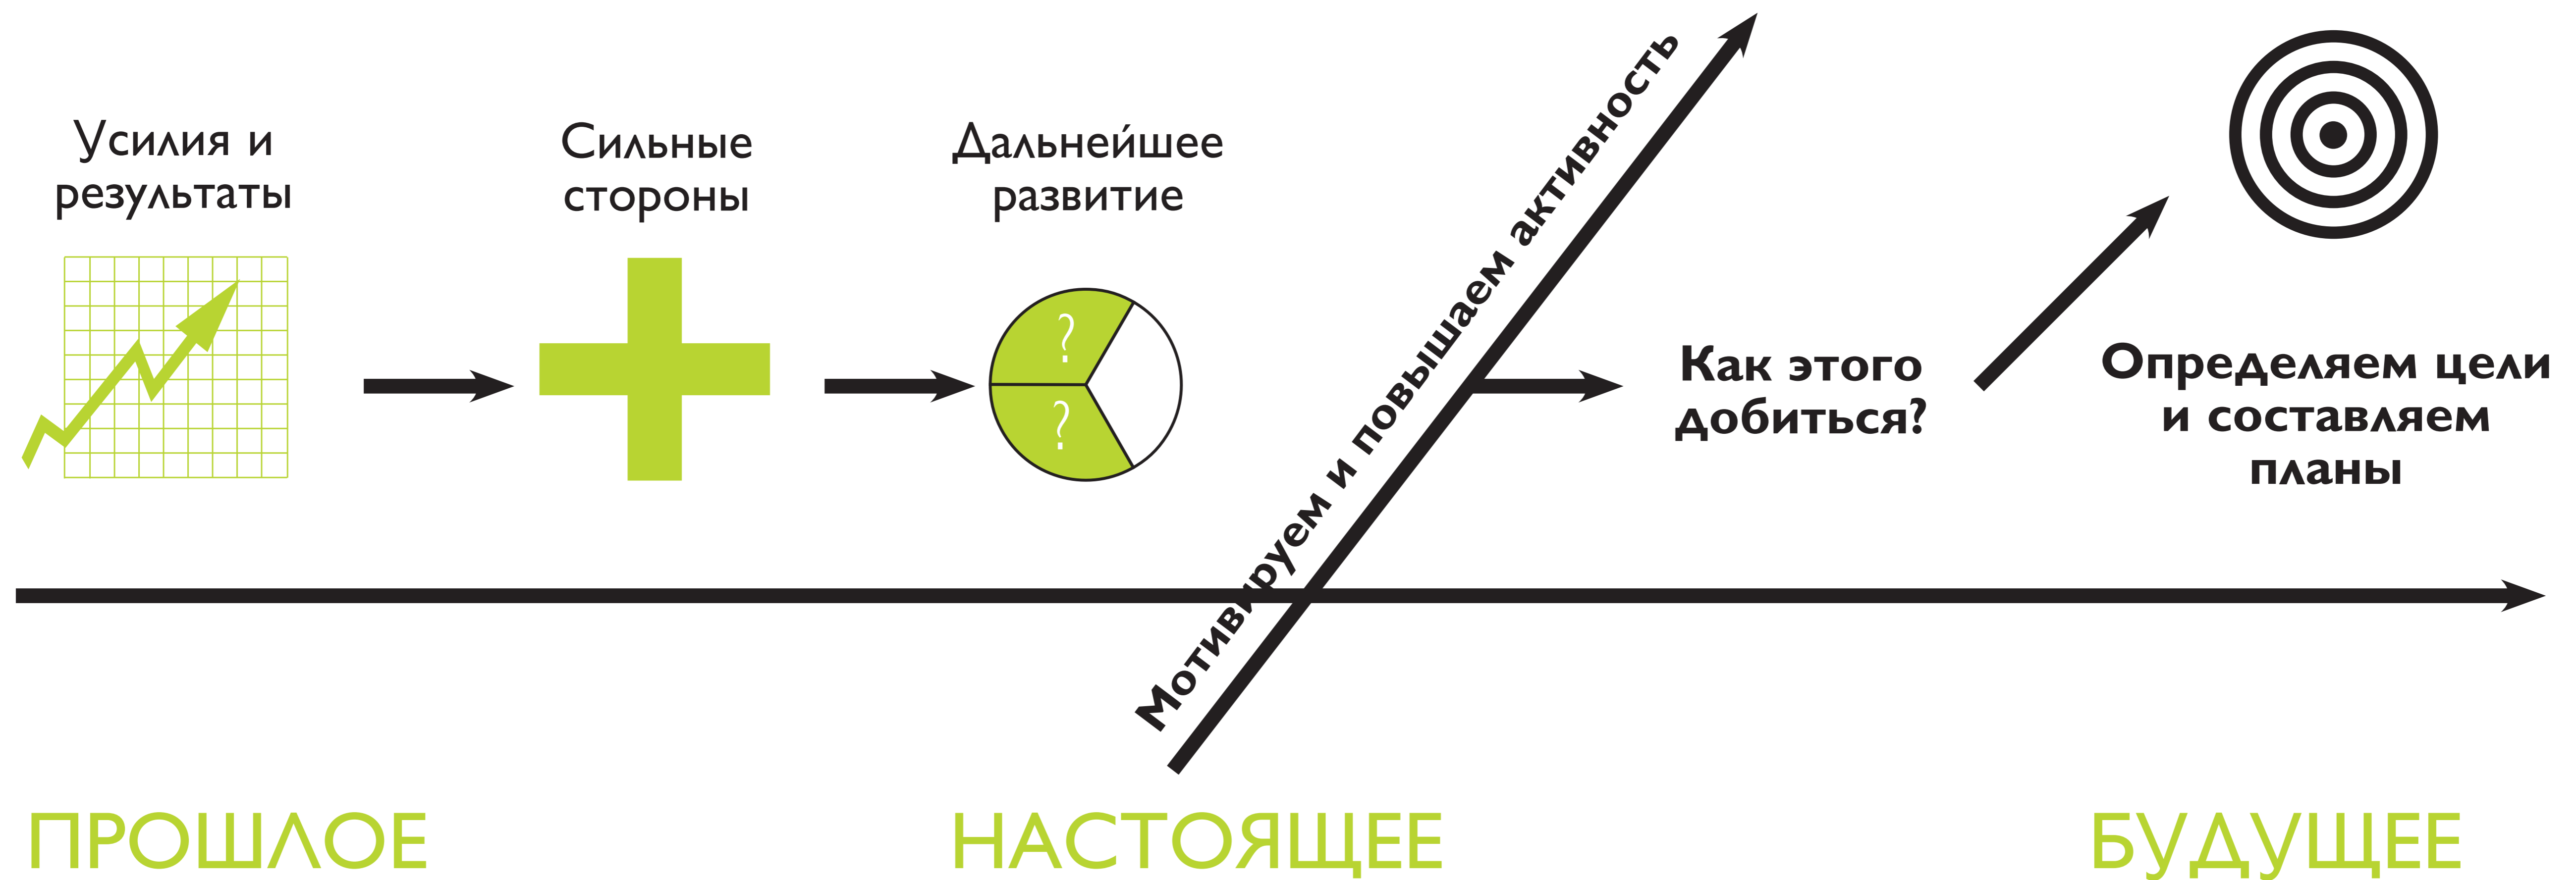 Усилия и
результаты
Сильные
стороны
Дальнейшее
развитие
?
?
Мотивируем и повышаем активность
Как этого
добиться?
Определяем цели
и составляем
планы
ПРОШЛОЕ
НАСТОЯЩЕЕ
БУДУЩЕЕ